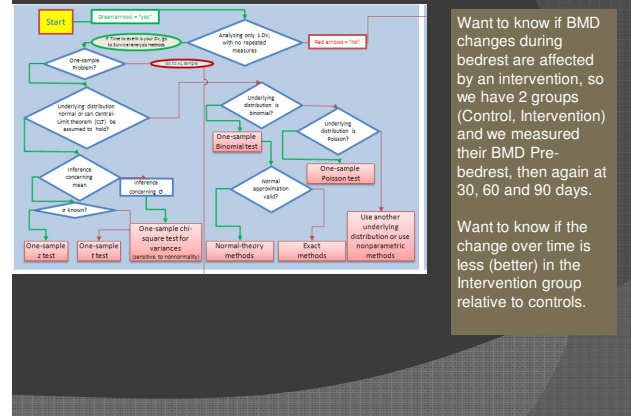 Start
Green arrows = "yes"
If Time to event is your DV, go
to Survival analysis methods
Analyzing only 1 DV,
with no repeated
measures
Red arrows = "no"
One-sample
Problem?
Go to >1 sample
Underlying distribution
normal or can Central-
Limit theorem (CLT) be
assumed to hold?
Underlying
distribution is
binomial?
Underlying
distribution is
Poisson?
One-sample
Binomial test
One-sample
Poisson test
Inference
concerning
mean
Inference
concerning σ
Normal
approximation
valid?
σ known?
One-sample
z test
One-sample
t test
One-sample chi-
square test for
variances
(sensitive to nonnormality)
Normal-theory
methods
Exact
methods
Use another
underlying
distribution or use
nonparametric
methods
Want to know if BMD
changes during
bedrest are affected
by an intervention, so
we have 2 groups
(Control, Intervention)
and we measured
their BMD Pre-
bedrest, then again at
30, 60 and 90 days.
Want to know if the
change over time is
less (better) in the
Intervention group
relative to controls.